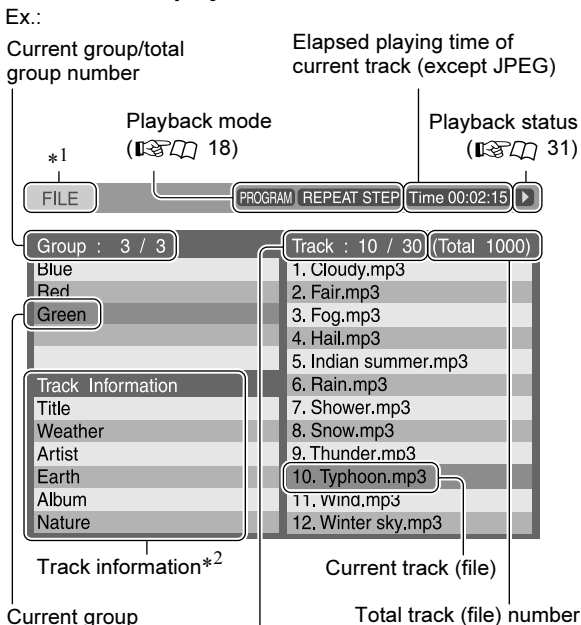 Ex.:
Current group/total
group number
Elapsed playing time of
current track (except JPEG)
Playback mode
( 18)
Playback status
( 31)
*1
FILE
PROGRAM REPEAT STEP Time 00:02:15
Group : 3 / 3
Track : 10 / 30 (Total 1000)
Blue
Red
Green
Track Information
Title
Weather
Artist
Earth
Album
Nature
1. Cloudy.mp3
2. Fair.mp3
3. Fog.mp3
4. Hail.mp3
5. Indian summer.mp3
6. Rain.mp3
7. Shower.mp3
8. Snow.mp3
9. Thunder.mp3
10. Typhoon.mp3
11. Wind.mp3
12. Winter sky.mp3
Track information*2
Current track (file)
Current group
Total track (file) number